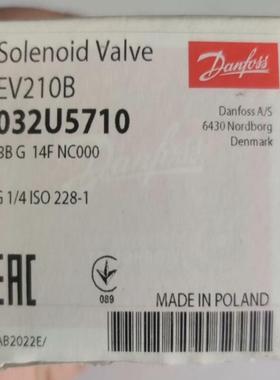 Solenoid Valve
EV210B
032U5710
3B G 14F NC000
G 1/4 ISO 228-1
Danfoss
Danfoss A/S
6430 Nordborg
Denmark
EAC
089
MADE IN POLAND
AB2022E/